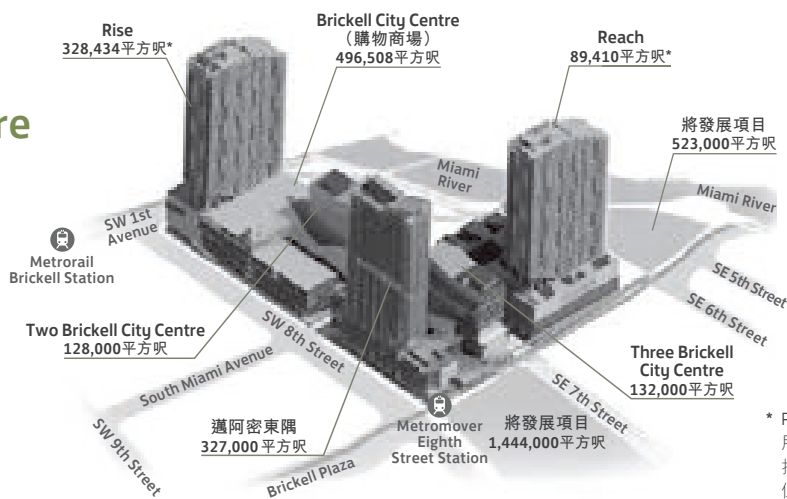 Rise
328,434平方呎*
Brickell City Centre
（購物商場）
496,508平方呎
Reach
89,410平方呎*
將發展項目
523,000平方呎
re
Miami
River
Miami River
SW 1st
Avenue
Metrorail
Brickell Station
SE 5th Street
SE 6th Street
Two Brickell City Centre
128,000平方呎
SW 8th Street
South Miami Avenue
Three Brickell
City Centre
132,000平方呎
SE 7th Street
SW 9th Street
邁阿密東隅
327,000平方呎
Metromover
Eighth
Street Station
將發展項目
1,444,000平方呎
Brickell Plaza
*